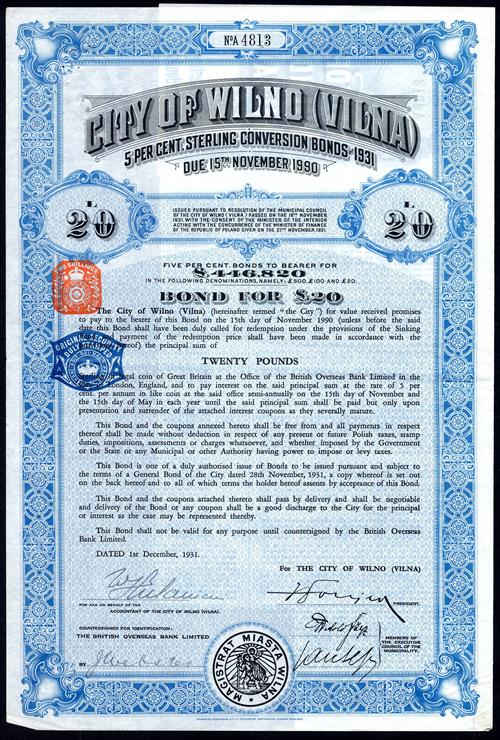 NoA 4813
CITY OF WILNO (VILNA)
5 PER CENT. STERLING CONVERSION BONDS OF 1931
DUE 15TH NOVEMBER 1990
L
20
L
20
ISSUED PURSUANT TO RESOLUTION OF THE MUNICIPAL COUNCIL
OF THE CITY OF WILNO (VILNA) PASSED ON THE 16TH NOVEMBER
1931, WITH THE CONSENT OF THE MINISTER OF THE INTERIOR
ACTING WITH THE CONCURRENCE OF THE MINISTER OF FINANCE
OF THE REPUBLIC OF POLAND GIVEN ON THE 27TH NOVEMBER, 1931.
FIVE PER CENT. BONDS TO BEARER FOR
£.446,820
IN THE FOLLOWING DENOMINATIONS, NAMELY:- £500, £100 AND £20.
BOND FOR £.20
The City of Wilno (Vilna) (hereinafter termed "the City") for value received promises
to pay to the bearer of this Bond on the 15th day of November 1990 (unless before the said
date this Bond shall have been duly called for redemption under the provisions of the Sinking
and payment of the redemption price shall have been made in accordance with the
thereof) the principal sum of
TWENTY POUNDS
legal coin of Great Britain at the Office of the British Overseas Bank Limited in the
London, England, and to pay interest on the said principal sum at the rate of 5 per
cent. per annum in like coin at the said office semi-annually on the 15th day of November and
the 15th day of May in each year until the said principal sum shall be paid but only upon
presentation and surrender of the attached interest coupons as they severally mature.
This Bond and the coupons annexed hereto shall be free from and all payments in respect
thereof shall be made without deduction in respect of any present or future Polish taxes, stamp
duties, impositions, assessments or charges whatsoever, and whether imposed by the Government
or the State or any Municipal or other Authority having power to impose or levy taxes.
This Bond is one of a duly authorised issue of Bonds to be issued pursuant and subject to
the terms of a General Bond of the City dated 28th November, 1931, a copy whereof is set out
on the back hereof and to all of which terms the holder hereof assents by acceptance of this Bond.
This Bond and the coupons attached thereto shall pass by delivery and shall be negotiable
and delivery of the Bond or any coupon shall be a good discharge to the City for the principal
or interest as the case may be represented thereby.
This Bond shall not be valid for any purpose until countersigned by the British Overseas
Bank Limited.
DATED 1st December, 1931.
For THE CITY OF WILNO (VILNA)
PRESIDENT.
FOR AND ON BEHALF OF THE
ACCOUNTANT OF THE CITY OF WILNO (VILNA).
COUNTERSIGNED FOR IDENTIFICATION:
THE BRITISH OVERSEAS BANK LIMITED
BY
MEMBERS OF
THE EXECUTIVE
COUNCIL OF THE
MUNICIPALITY.
MAGISTRAT MIASTA WILNA